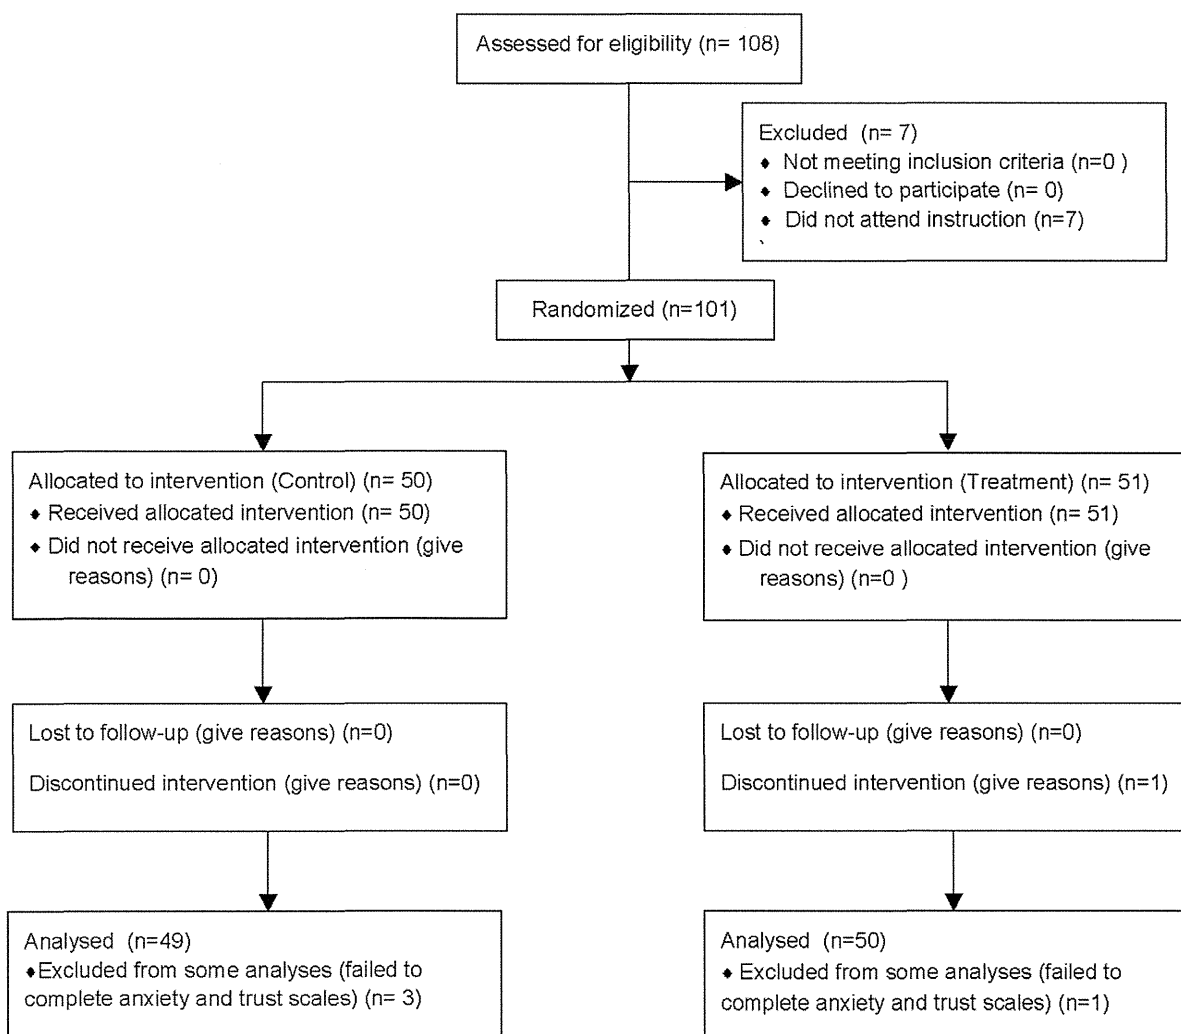 Assessed for eligibility (n= 108)
Excluded (n= 7)
♦ Not meeting inclusion criteria (n=0 )
♦ Declined to participate (n= 0)
♦ Did not attend instruction (n=7)
Randomized (n=101)
Allocated to intervention (Control) (n= 50)
♦ Received allocated intervention (n= 50)
♦ Did not receive allocated intervention (give
reasons) (n= 0)
Allocated to intervention (Treatment) (n= 51)
♦ Received allocated intervention (n= 51)
♦ Did not receive allocated intervention (give
reasons) (n=0 )
Lost to follow-up (give reasons) (n=0)
Discontinued intervention (give reasons) (n=0)
Lost to follow-up (give reasons) (n=0)
Discontinued intervention (give reasons) (n=1)
Analysed (n=49)
♦Excluded from some analyses (failed to
complete anxiety and trust scales) (n= 3)
Analysed (n=50)
♦ Excluded from some analyses (failed to
complete anxiety and trust scales) (n=1)